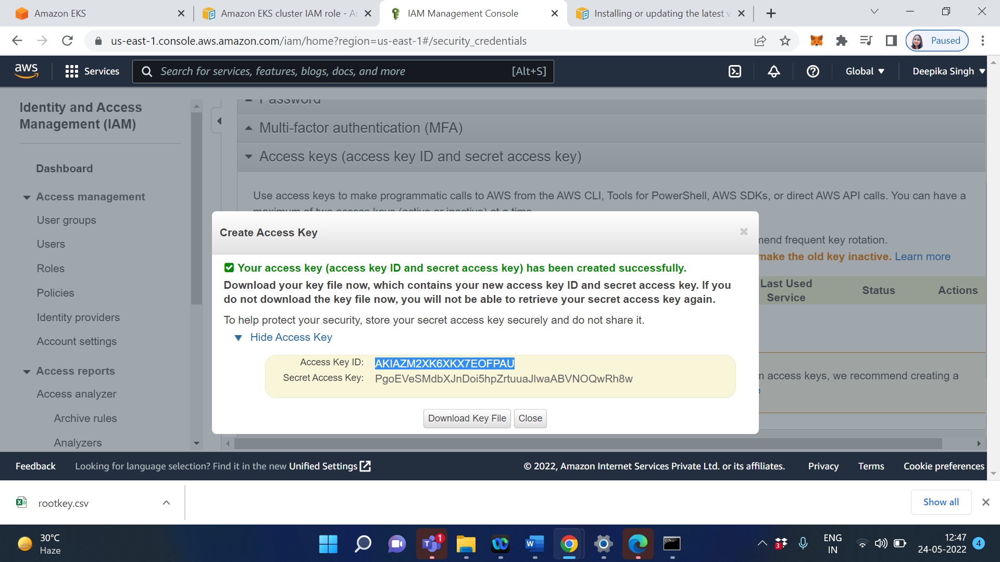 Amazon EKS
Amazon EKS cluster IAM role - A
IAM Management Console
Installing or updating the latest v
us-east-1.console.aws.amazon.com/iam/home?region=us-east-1#/security_credentials
Paused
aws
Services
Search for services, features, blogs, docs, and more
[Alt+S]
Global
Deepika Singh
Identity and Access
Management (IAM)
Dashboard
Access management
User groups
Users
Roles
Policies
Identity providers
Account settings
Access reports
Access analyzer
Archive rules
Analyzers
Password
Multi-factor authentication (MFA)
Access keys (access key ID and secret access key)
Use access keys to make programmatic calls to AWS from the AWS CLI, Tools for PowerShell, AWS SDKs, or direct AWS API calls. You can have a
maximum of two access keys (active or inactive) at a time.
mend frequent key rotation.
make the old key inactive. Learn more
Last Used
Service
Status
Actions
m access keys, we recommend creating a
Create Access Key
Your access key (access key ID and secret access key) has been created successfully.
Download your key file now, which contains your new access key ID and secret access key. If you
do not download the key file now, you will not be able to retrieve your secret access key again.
To help protect your security, store your secret access key securely and do not share it.
Hide Access Key
Access Key ID: AKIAZM2XK6XKX7EOFPAU
Secret Access Key:
Download Key File
Close
Feedback
Looking for language selection? Find it in the new Unified Settings
© 2022, Amazon Internet Services Private Ltd. or its affiliates.
Privacy
Terms
Cookie preferences
rootkey.csv
Show all
30°C
Haze
1
3
ENG
IN
12:47
24-05-2022
4